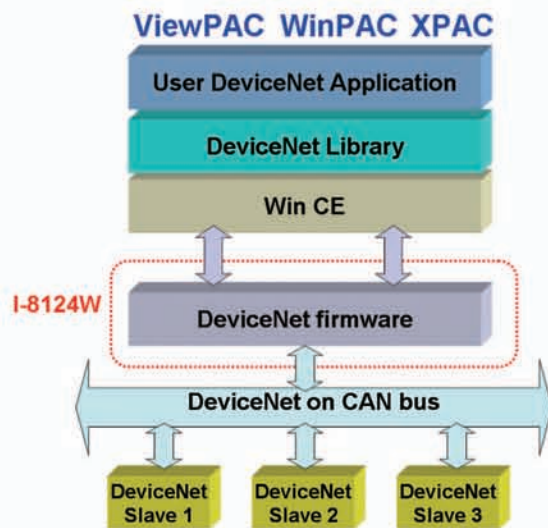 ViewPAC WinPAC XPAC
User DeviceNet Application
DeviceNet Library
Win CE
I-8124W
DeviceNet firmware
DeviceNet on CAN bus
DeviceNet
Slave 1
DeviceNet
Slave 2
DeviceNet
Slave 3